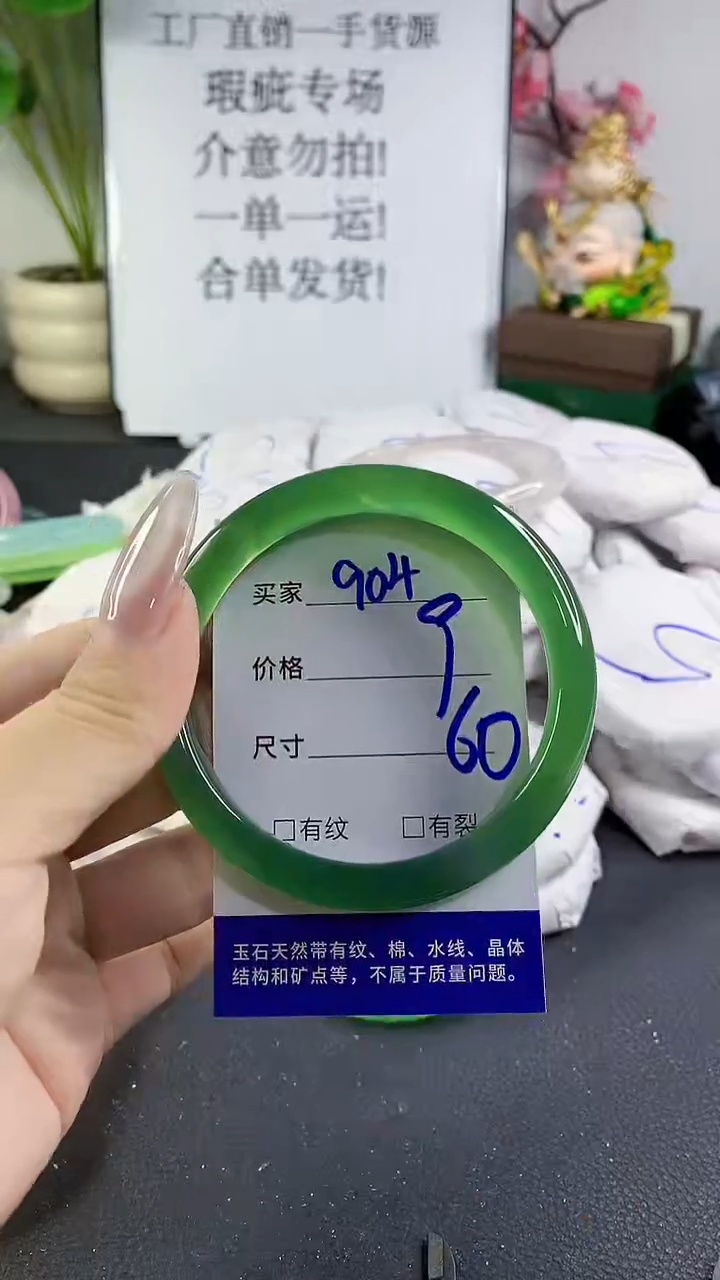 工厂直销一手货源
瑕疵专场
介意勿拍!
一单一运!
合单发货!
买家 904
价格
尺寸 60
□有纹 □有裂
玉石天然带有纹、棉、水线、晶体
结构和矿点等，不属于质量问题。